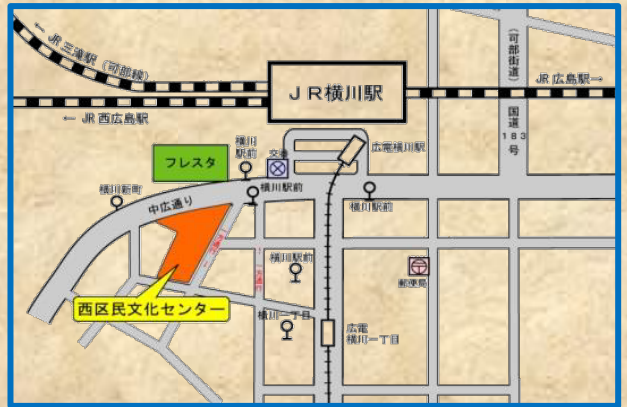 ← JR 三滝駅 (可部線)
JR横川駅
(可部街道)
国道183号
JR 広島駅→
← JR 西広島駅
フレスタ
横川
駅前
交番
広電横川駅
横川新町
中広通り
横川駅前
横川駅前
一方通行
一方通行
横川駅前
郵便局
西区民文化センター
横川一丁目
広電
横川一丁目